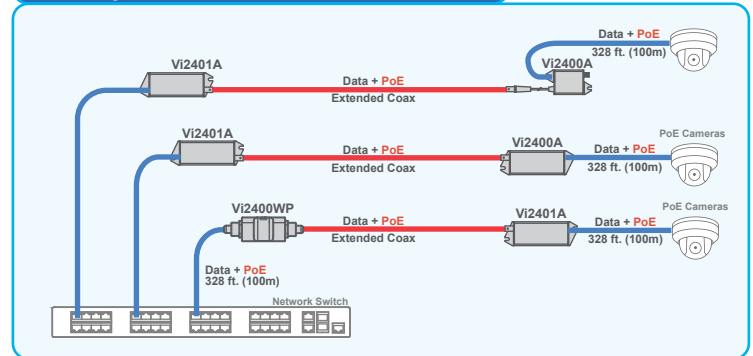 Data + PoE
328 ft. (100m)
Vi2401A
Vi2400A
Data + PoE
Extended Coax
Vi2401A
Data + PoE
Extended Coax
Vi2400A
PoE Cameras
Data + PoE
328 ft. (100m)
Vi2400WP
Data + PoE
Extended Coax
Vi2401A
PoE Cameras
Data + PoE
328 ft. (100m)
Data + PoE
328 ft. (100m)
Network Switch